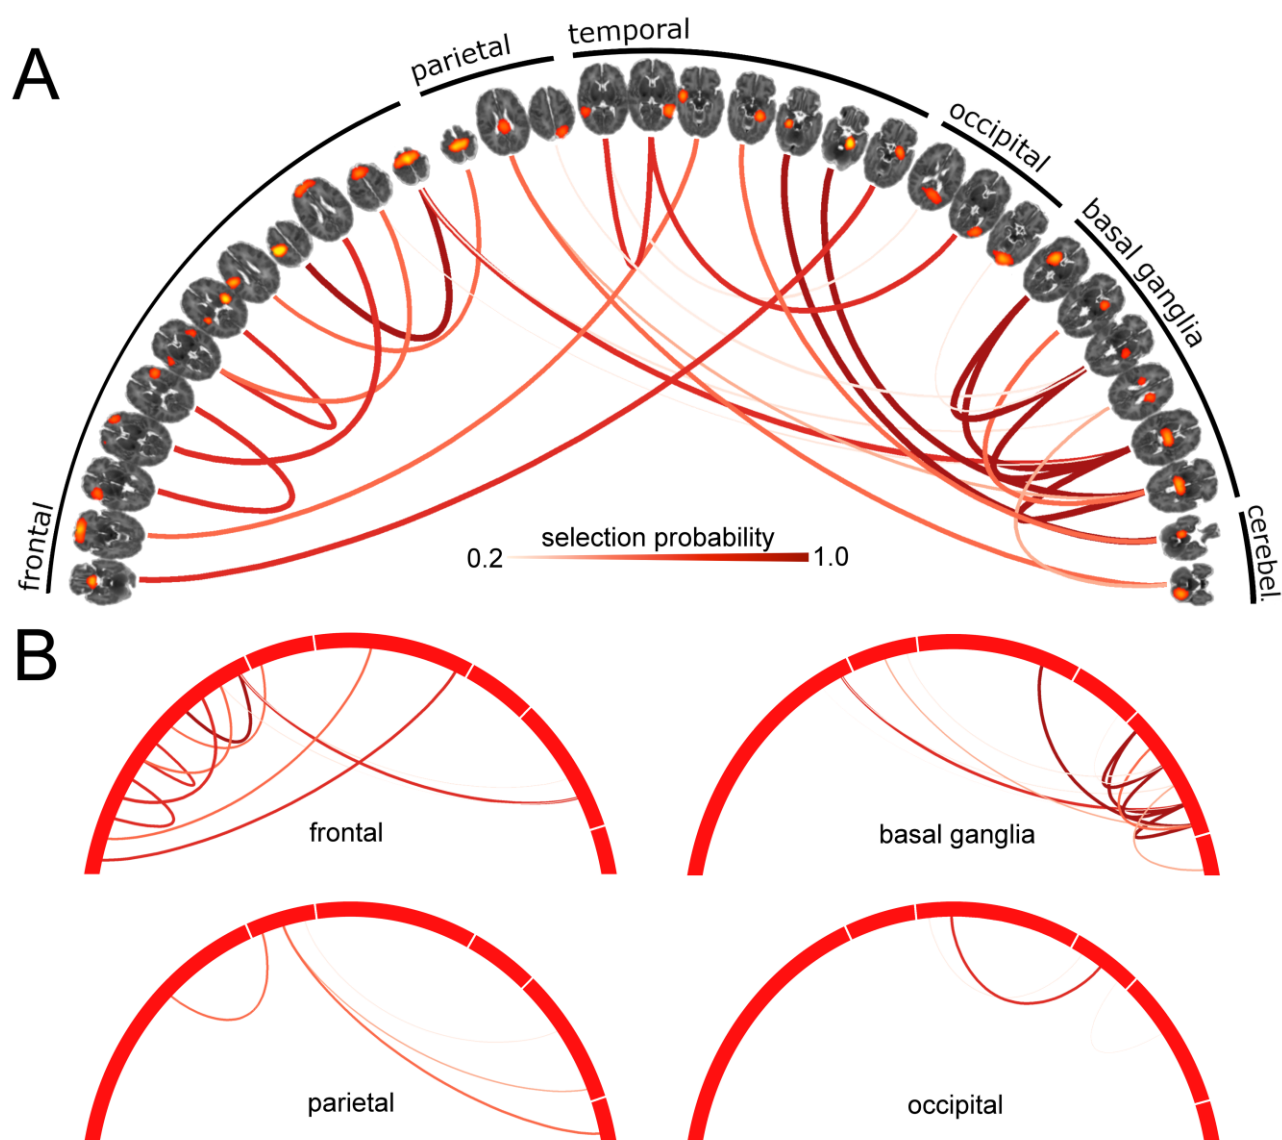 A
frontal
parietal
temporal
occipital
basal ganglia
cerebel.
selection probability
0.2
1.0
B
frontal
basal ganglia
parietal
occipital